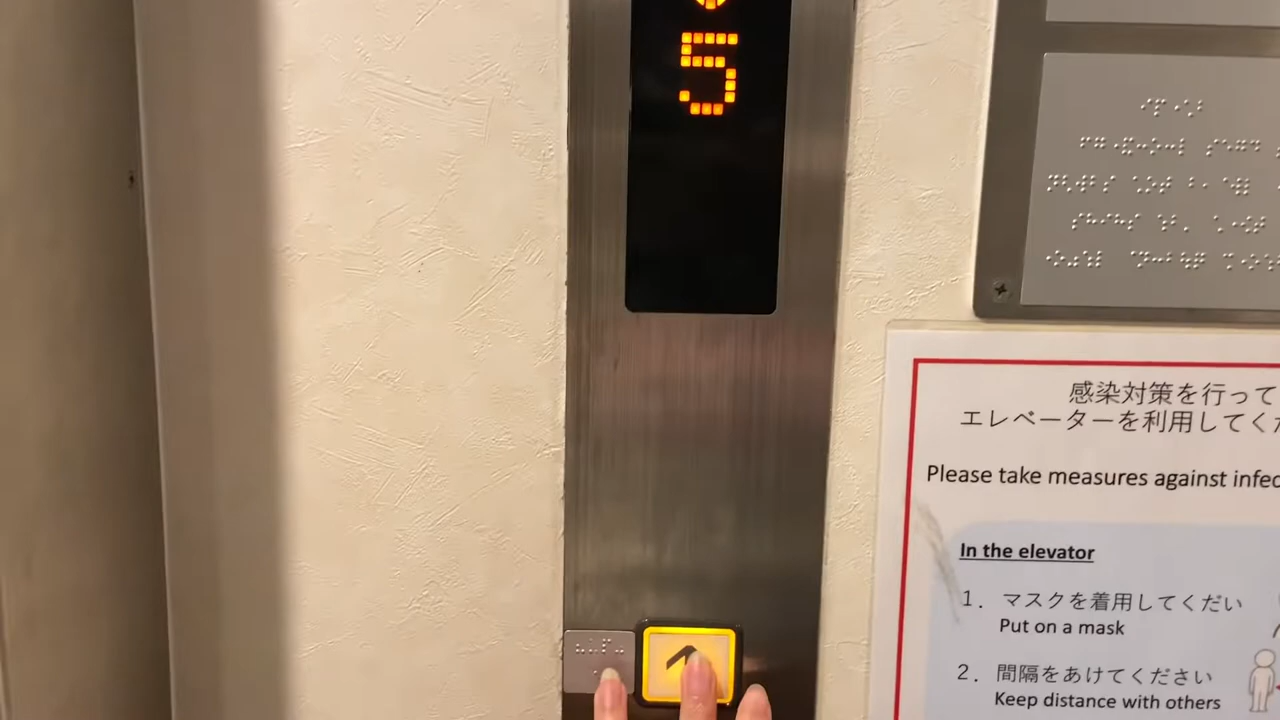 5
感染対策を行って
エレベーターを利用してくだ
Please take measures against infec
In the elevator
1. マスクを着用してくだい
Put on a mask
2. 間隔をあけてください
Keep distance with others